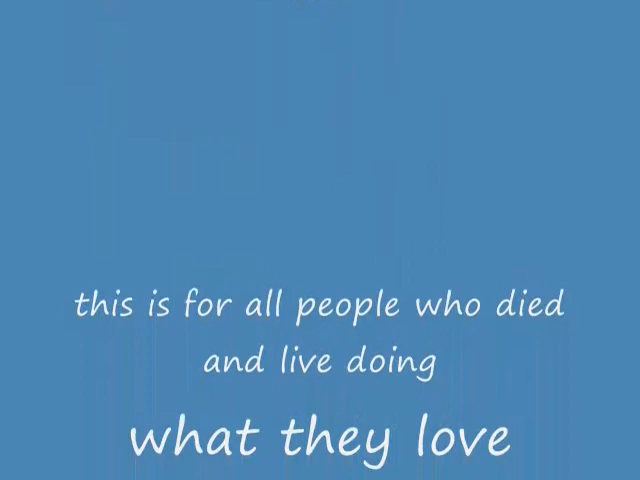 this is for all people who died
and live doing
what they love